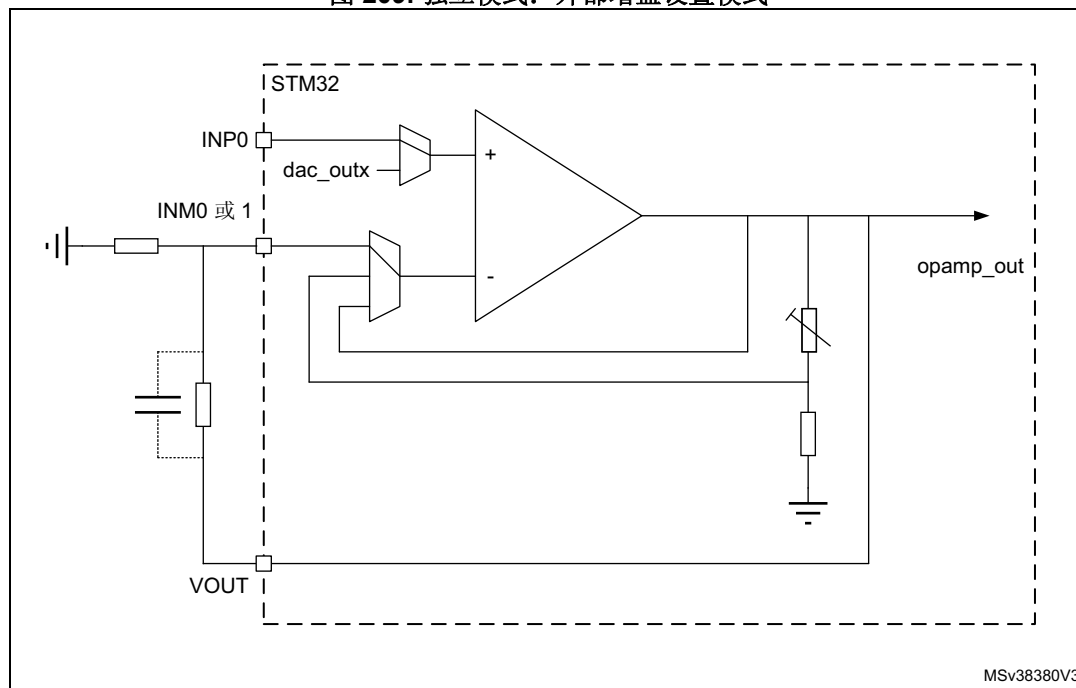 STM32
INP0
dac_outx
+
INM0 或 1
-
opamp_out
VOUT
MSv38380V3